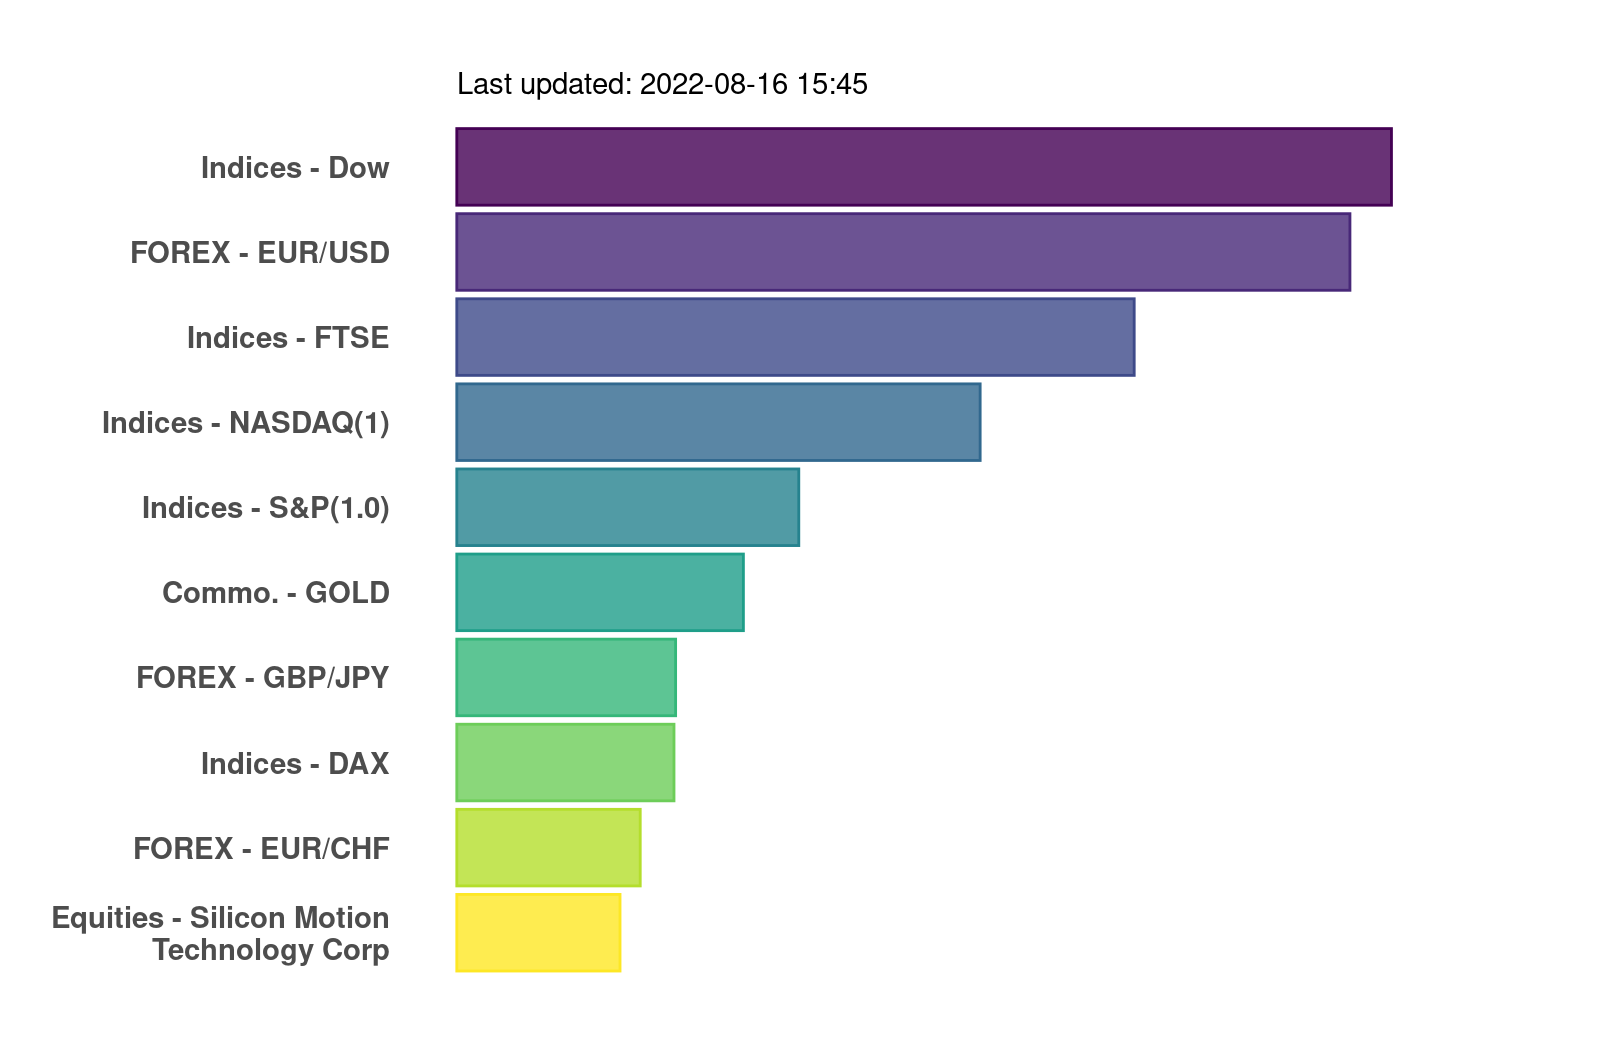 Last updated: 2022-08-16 15:45
Indices - Dow
FOREX - EUR/USD
Indices - FTSE
Indices - NASDAQ(1)
Indices - S&P(1.0)
Commo. - GOLD
FOREX - GBP/JPY
Indices - DAX
FOREX - EUR/CHF
Equities - Silicon Motion
Technology Corp